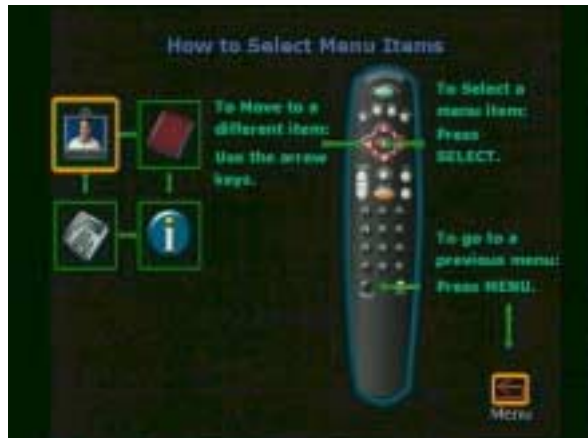 How to Select Menu Items
To Move to a
different item:
Use the arrow
keys.
To Select a
menu item:
Press
SELECT.
To go to a
previous menu:
Press MENU.
Menu